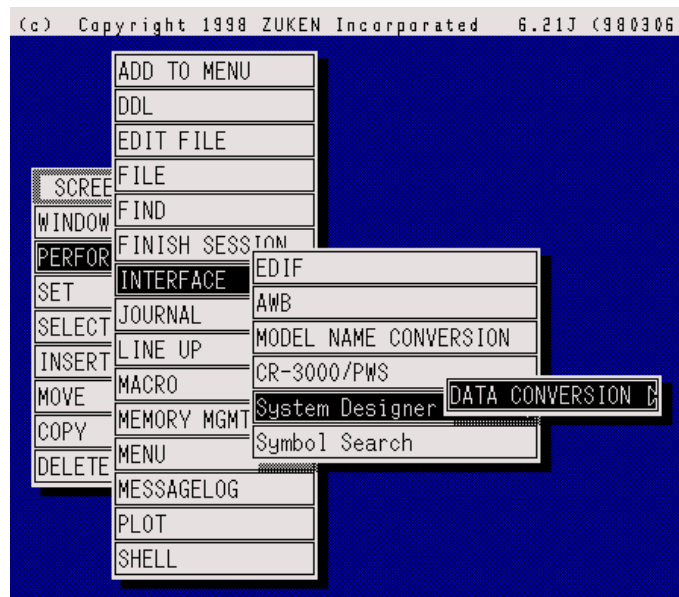 (c) Copyright 1998 ZUKEN Incorporated 6.21J (980306
ADD TO MENU
DDL
EDIT FILE
FILE
FIND
FINISH SESSION
INTERFACE
JOURNAL
LINE UP
MACRO
MEMORY MGMT
MENU
MESSAGELOG
PLOT
SHELL
SCREE
WINDOW
PERFOR
SET
SELECT
INSERT
MOVE
COPY
DELETE
EDIF
AWB
MODEL NAME CONVERSION
CR-3000/PWS
System Designer
Symbol Search
DATA CONVERSION